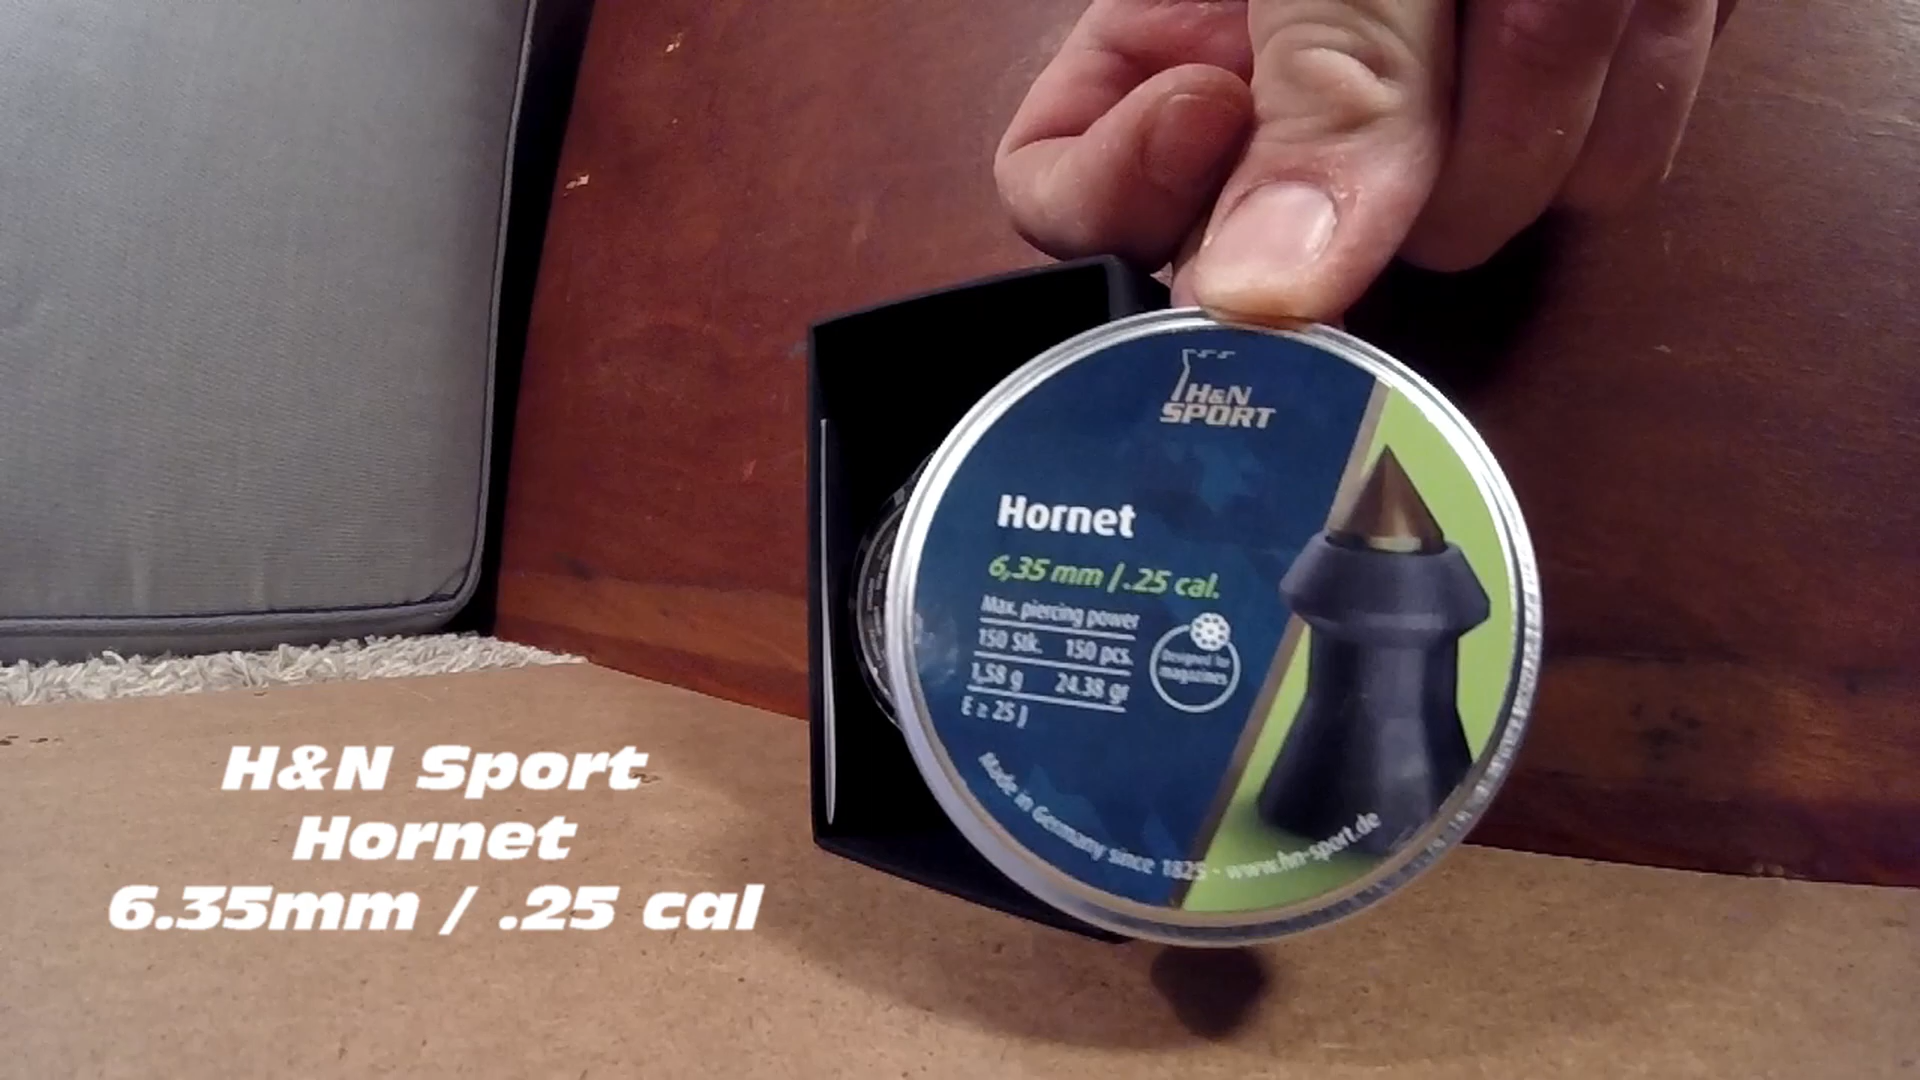 H&N
SPORT
Hornet
6,35 mm / .25 cal.
Max. piercing power
150 Stk. 150 pcs.
1,58 g 24.38 gr
E ≥ 25 J
Designed for
magazines
Made in Germany since 1825 - www.hn-sport.de
H&N Sport
Hornet
6.35mm / .25 cal